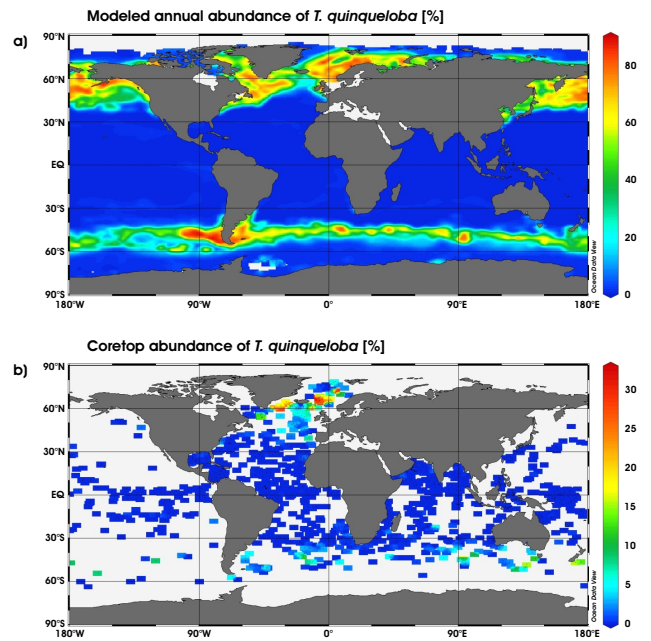 Modeled annual abundance of T. quinqueloba [%]
a)
90°N
60°N
30°N
EQ
30°S
60°S
90°S
180°W
90°W
0°
90°E
180°E
Ocean Data View
80
60
40
20
0
Coretop abundance of T. quinqueloba [%]
b)
90°N
60°N
30°N
EQ
30°S
60°S
90°S
180°W
90°W
0°
90°E
180°E
Ocean Data View
30
25
20
15
10
5
0